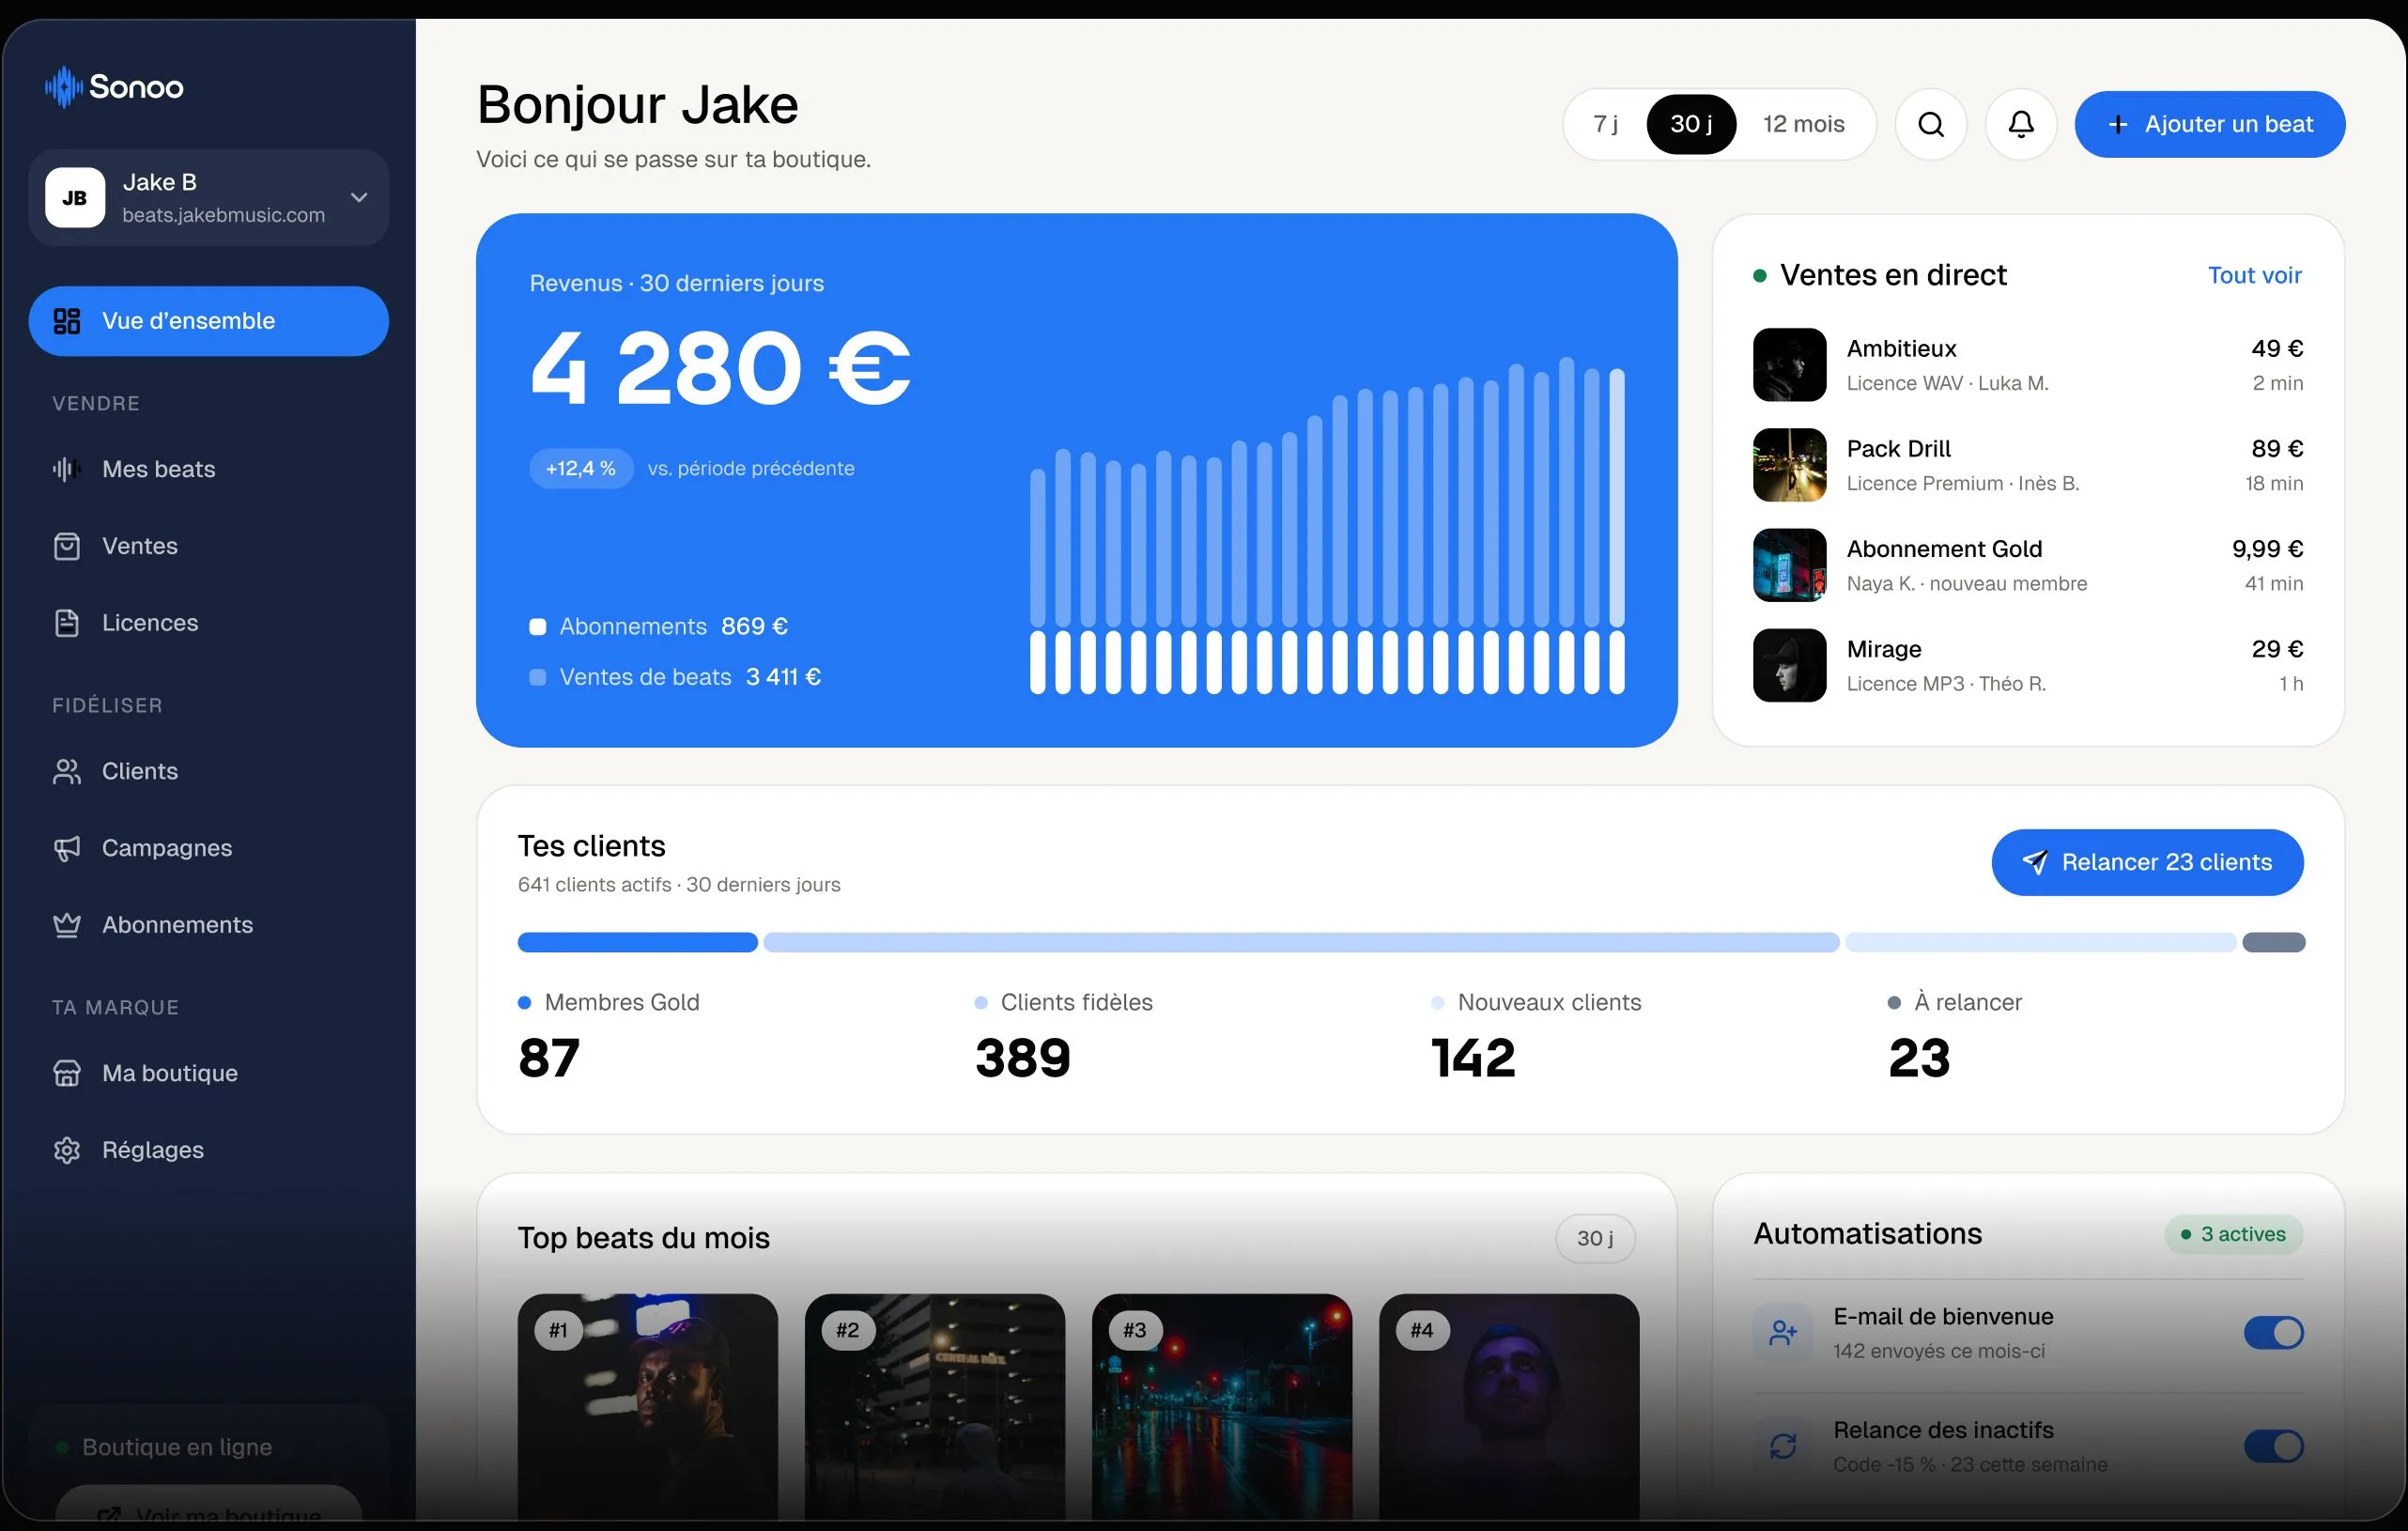 Sonoo
JB
Jake B
beats.jakebmusic.com
Vue d’ensemble
VENDRE
Mes beats
Ventes
Licences
FIDÉLISER
Clients
Campagnes
Abonnements
TA MARQUE
Ma boutique
Réglages
Boutique en ligne
Voir ma boutique
Bonjour Jake
Voici ce qui se passe sur ta boutique.
7 j
30 j
12 mois
Ajouter un beat
Revenus · 30 derniers jours
4 280 €
+12,4 % vs. période précédente
Abonnements 869 €
Ventes de beats 3 411 €
Ventes en direct
Tout voir
Ambitieux 49 €
Licence WAV · Luka M. 2 min
Pack Drill 89 €
Licence Premium · Inès B. 18 min
Abonnement Gold 9,99 €
Naya K. · nouveau membre 41 min
Mirage 29 €
Licence MP3 · Théo R. 1 h
Tes clients
641 clients actifs · 30 derniers jours
Relancer 23 clients
Membres Gold
87
Clients fidèles
389
Nouveaux clients
142
À relancer
23
Top beats du mois
30 j
#1
#2
#3
#4
Automatisations
3 actives
E-mail de bienvenue
142 envoyés ce mois-ci
Relance des inactifs
Code -15 % · 23 cette semaine